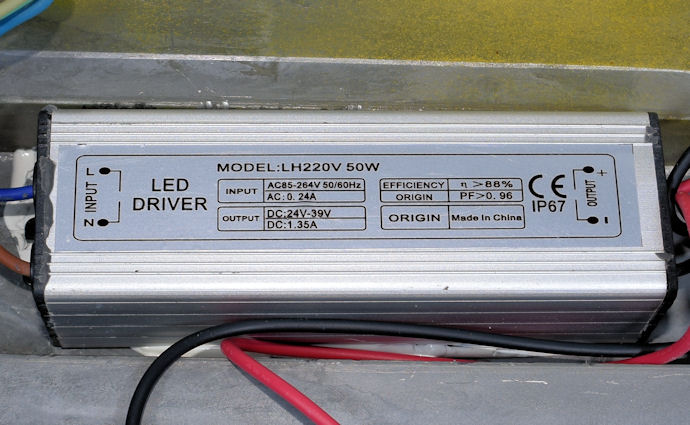 L
N
INPUT
LED
DRIVER
MODEL:LH220V 50W
INPUT
AC85-264V 50/60Hz
AC: 0. 24A
OUTPUT
DC:24V-39V
DC:1.35A
EFFICIENCY
η >88%
ORIGIN
PF>0. 96
ORIGIN
Made In China
CE
IP67
OUTPUT
+
-